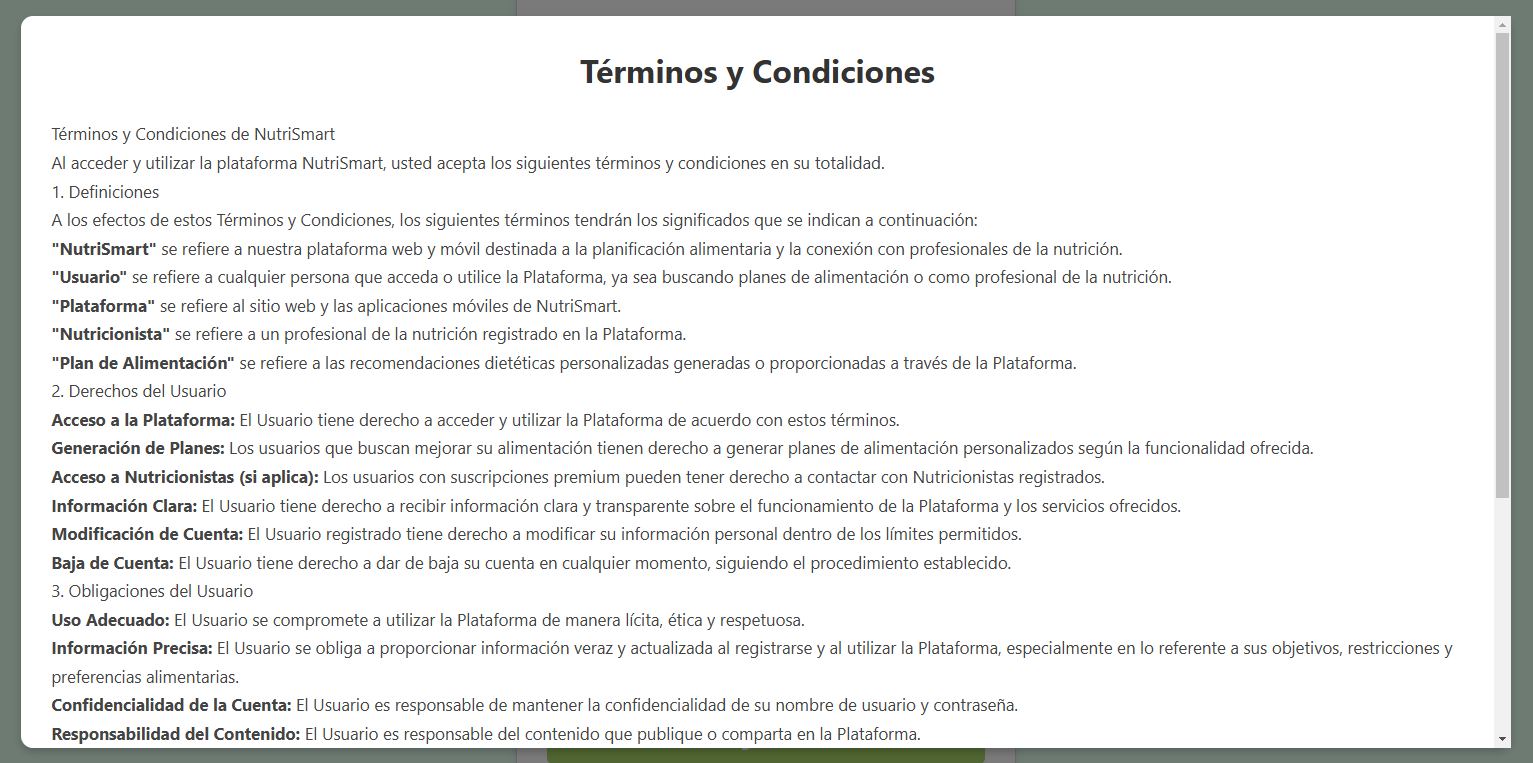 Términos y Condiciones
Términos y Condiciones de NutriSmart
Al acceder y utilizar la plataforma NutriSmart, usted acepta los siguientes términos y condiciones en su totalidad.
1. Definiciones
A los efectos de estos Términos y Condiciones, los siguientes términos tendrán los significados que se indican a continuación:
"NutriSmart" se refiere a nuestra plataforma web y móvil destinada a la planificación alimentaria y la conexión con profesionales de la nutrición.
"Usuario" se refiere a cualquier persona que acceda o utilice la Plataforma, ya sea buscando planes de alimentación o como profesional de la nutrición.
"Plataforma" se refiere al sitio web y las aplicaciones móviles de NutriSmart.
"Nutricionista" se refiere a un profesional de la nutrición registrado en la Plataforma.
"Plan de Alimentación" se refiere a las recomendaciones dietéticas personalizadas generadas o proporcionadas a través de la Plataforma.
2. Derechos del Usuario
Acceso a la Plataforma: El Usuario tiene derecho a acceder y utilizar la Plataforma de acuerdo con estos términos.
Generación de Planes: Los usuarios que buscan mejorar su alimentación tienen derecho a generar planes de alimentación personalizados según la funcionalidad ofrecida.
Acceso a Nutricionistas (si aplica): Los usuarios con suscripciones premium pueden tener derecho a contactar con Nutricionistas registrados.
Información Clara: El Usuario tiene derecho a recibir información clara y transparente sobre el funcionamiento de la Plataforma y los servicios ofrecidos.
Modificación de Cuenta: El Usuario registrado tiene derecho a modificar su información personal dentro de los límites permitidos.
Baja de Cuenta: El Usuario tiene derecho a dar de baja su cuenta en cualquier momento, siguiendo el procedimiento establecido.
3. Obligaciones del Usuario
Uso Adecuado: El Usuario se compromete a utilizar la Plataforma de manera lícita, ética y respetuosa.
Información Precisa: El Usuario se obliga a proporcionar información veraz y actualizada al registrarse y al utilizar la Plataforma, especialmente en lo referente a sus objetivos, restricciones y
preferencias alimentarias.
Confidencialidad de la Cuenta: El Usuario es responsable de mantener la confidencialidad de su nombre de usuario y contraseña.
Responsabilidad del Contenido: El Usuario es responsable del contenido que publique o comparta en la Plataforma.